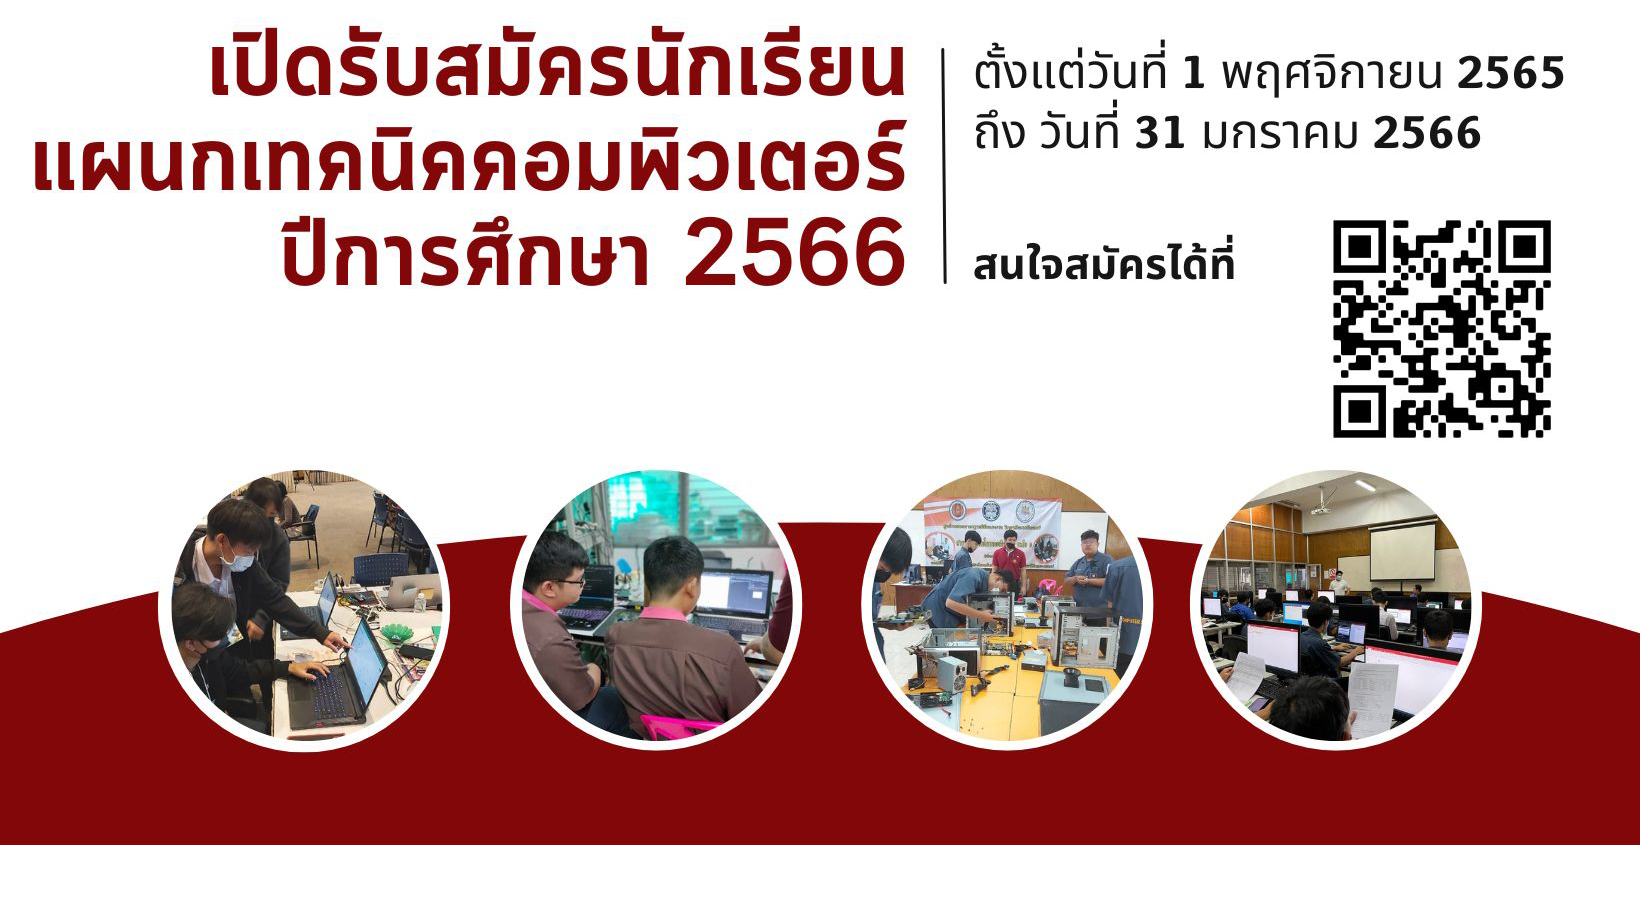 เปิดรับสมัครนักเรียน
แผนกเทคนิคคอมพิวเตอร์
ปีการศึกษา 2566
ตั้งแต่วันที่ 1 พฤศจิกายน 2565
ถึง วันที่ 31 มกราคม 2566
สนใจสมัครได้ที่